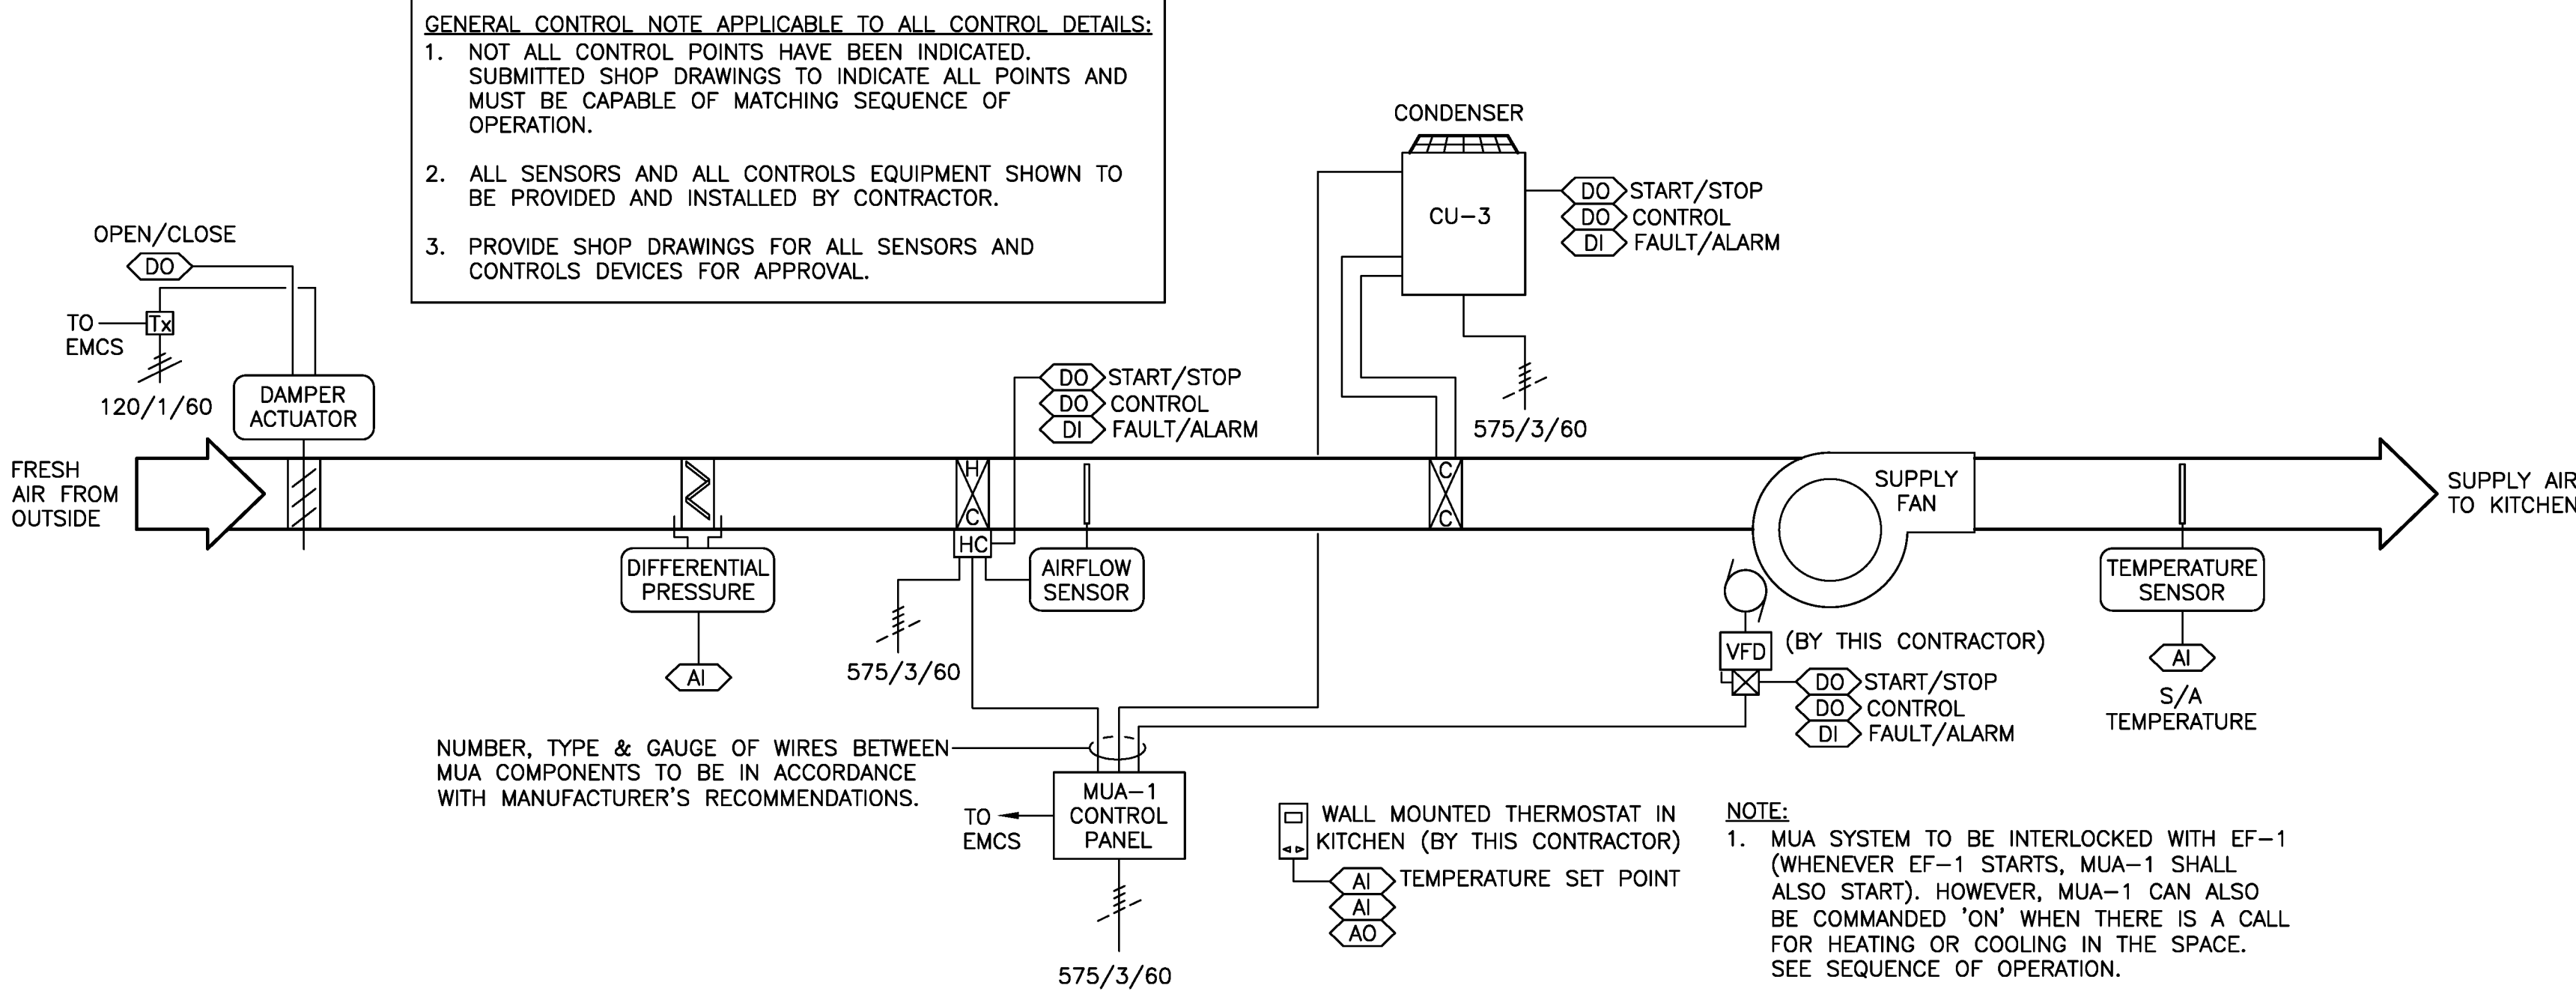 GENERAL CONTROL NOTE APPLICABLE TO ALL CONTROL DETAILS:
1. NOT ALL CONTROL POINTS HAVE BEEN INDICATED.
SUBMITTED SHOP DRAWINGS TO INDICATE ALL POINTS AND
MUST BE CAPABLE OF MATCHING SEQUENCE OF
OPERATION.
2. ALL SENSORS AND ALL CONTROLS EQUIPMENT SHOWN TO
BE PROVIDED AND INSTALLED BY CONTRACTOR.
3. PROVIDE SHOP DRAWINGS FOR ALL SENSORS AND
CONTROLS DEVICES FOR APPROVAL.
CONDENSER
CU-3
DO START/STOP
DO CONTROL
DI FAULT/ALARM
575/3/60
OPEN/CLOSE
DO
TO
EMCS
Tx
120/1/60
DAMPER
ACTUATOR
DO START/STOP
DO CONTROL
DI FAULT/ALARM
FRESH
AIR FROM
OUTSIDE
H
C
HC
C
C
SUPPLY
FAN
SUPPLY AIR
TO KITCHEN
DIFFERENTIAL
PRESSURE
AI
575/3/60
AIRFLOW
SENSOR
VFD
(BY THIS CONTRACTOR)
DO START/STOP
DO CONTROL
DI FAULT/ALARM
TEMPERATURE
SENSOR
AI
S/A
TEMPERATURE
NUMBER, TYPE & GAUGE OF WIRES BETWEEN
MUA COMPONENTS TO BE IN ACCORDANCE
WITH MANUFACTURER'S RECOMMENDATIONS.
TO
EMCS
MUA-1
CONTROL
PANEL
575/3/60
WALL MOUNTED THERMOSTAT IN
KITCHEN (BY THIS CONTRACTOR)
AI TEMPERATURE SET POINT
AI
AO
NOTE:
1. MUA SYSTEM TO BE INTERLOCKED WITH EF-1
(WHENEVER EF-1 STARTS, MUA-1 SHALL
ALSO START). HOWEVER, MUA-1 CAN ALSO
BE COMMANDED 'ON' WHEN THERE IS A CALL
FOR HEATING OR COOLING IN THE SPACE.
SEE SEQUENCE OF OPERATION.